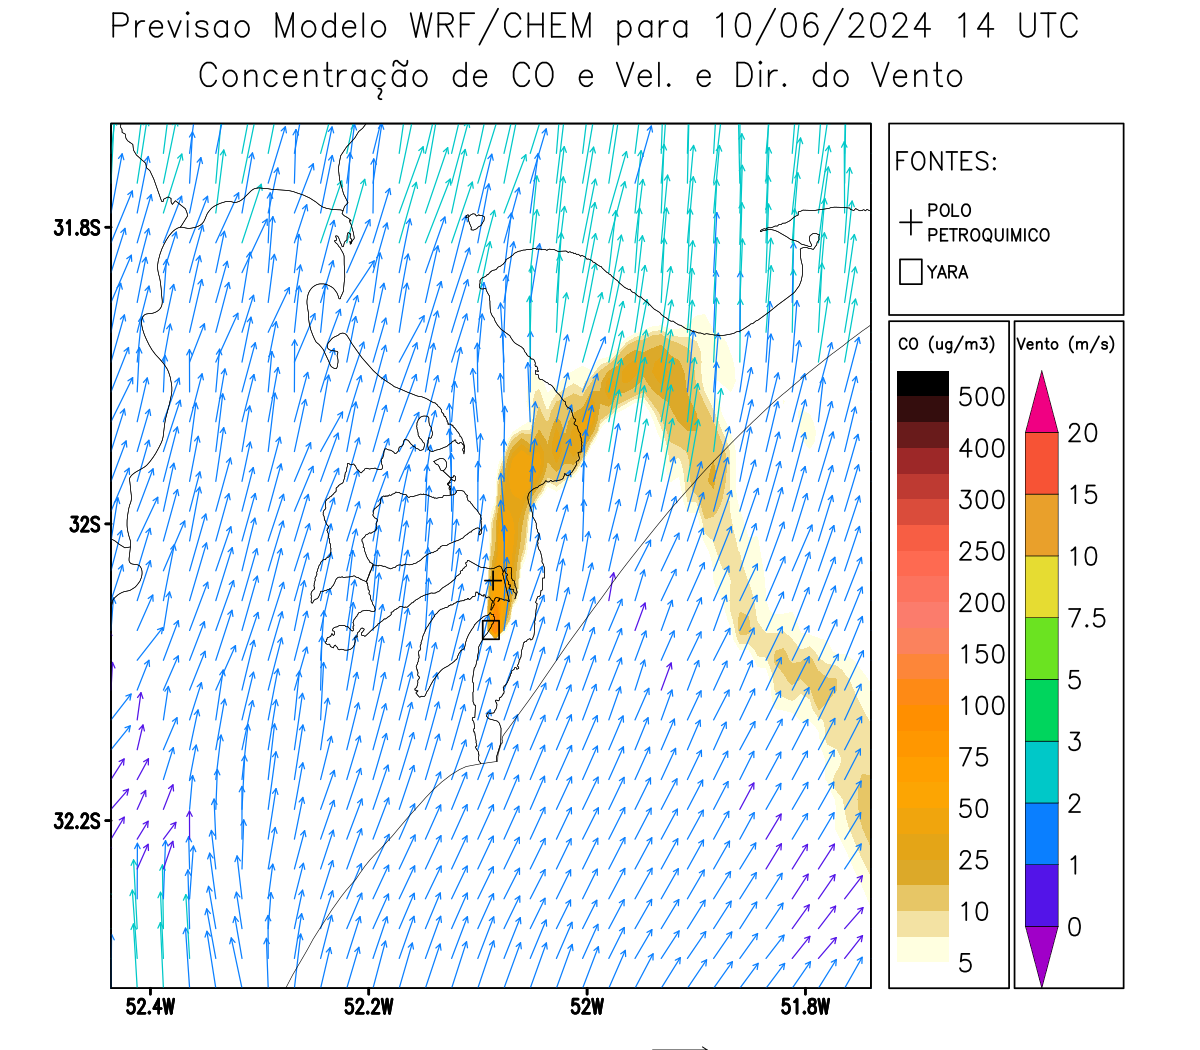 Previsao Modelo WRF/CHEM para 10/06/2024 14 UTC
Concentração de CO e Vel. e Dir. do Vento
FONTES:
POLO
PETROQUIMICO
YARA
CO (ug/m3)
500
400
300
250
200
150
100
75
50
25
10
5
Vento (m/s)
20
15
10
7.5
5
3
2
1
0
31.8S
32S
32.2S
52.4W
52.2W
52W
51.8W